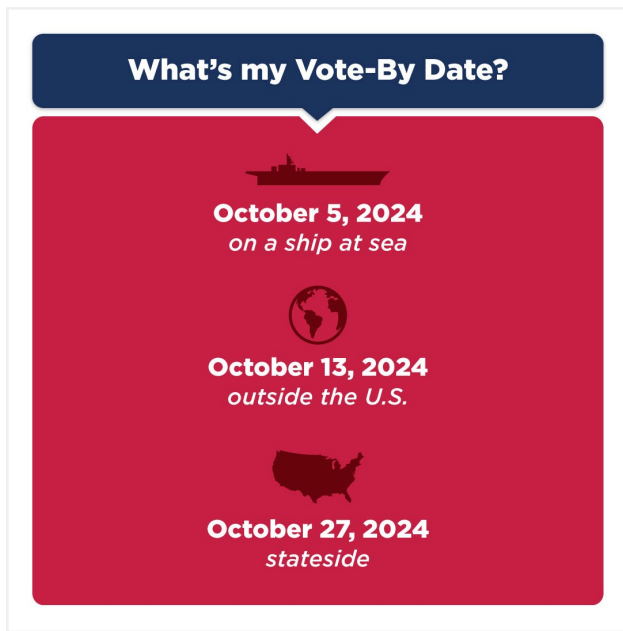 What’s my Vote-By Date?
October 5, 2024
on a ship at sea
October 13, 2024
outside the U.S.
October 27, 2024
stateside